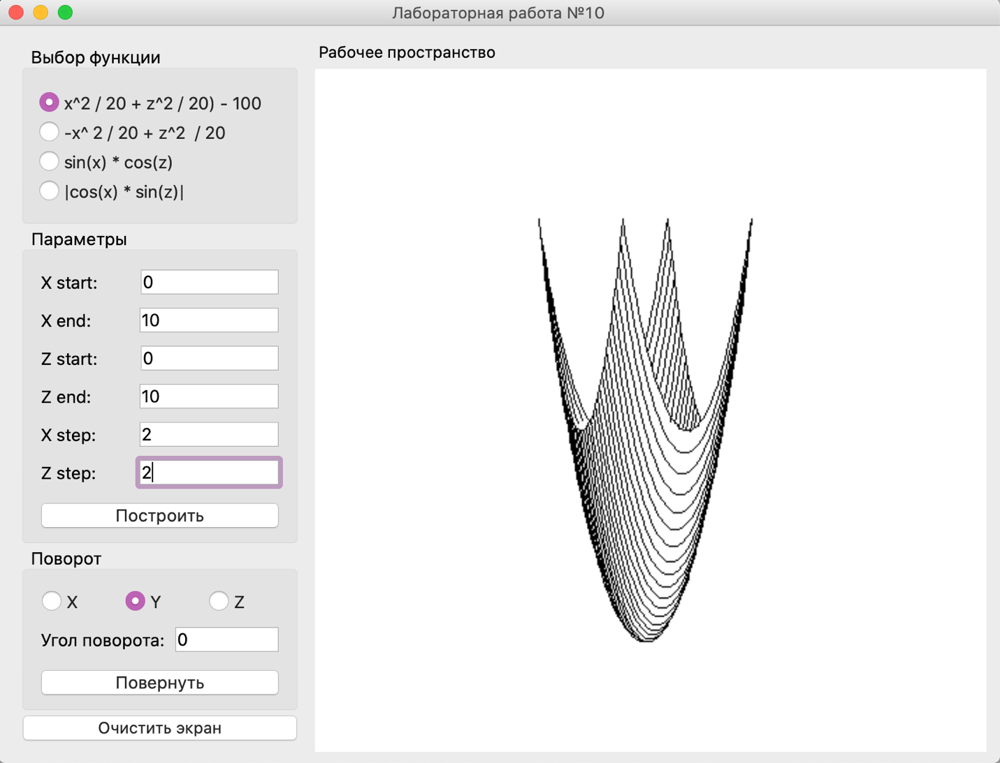 Лабораторная работа №10
Выбор функции
x^2 / 20 + z^2 / 20) - 100
-x^ 2 / 20 + z^2  / 20
sin(x) * cos(z)
|cos(x) * sin(z)|
Параметры
X start: 0
X end: 10
Z start: 0
Z end: 10
X step: 2
Z step: 2
Построить
Поворот
X Y Z
Угол поворота: 0
Повернуть
Очистить экран
Рабочее пространство